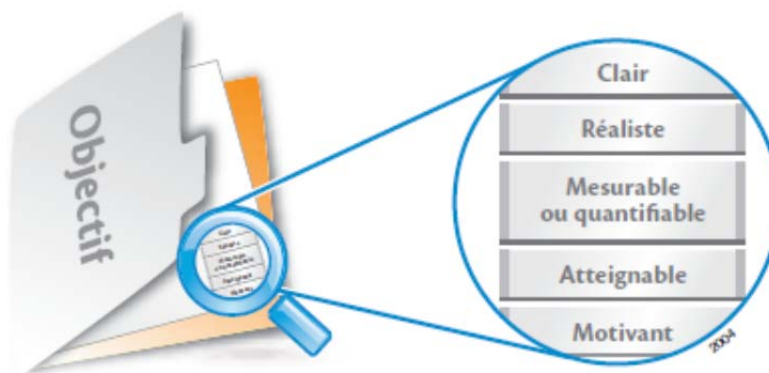 Objectif
Clair
Réaliste
Mesurable
ou quantifiable
Atteignable
Motivant
2004